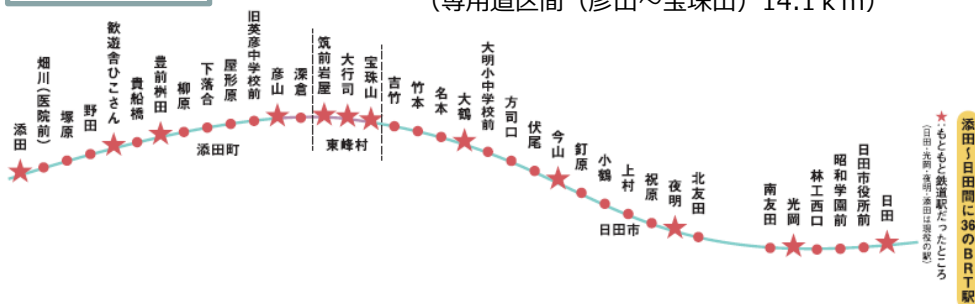 （専用道区間（彦山～宝珠山）14.1ｋｍ）
添田
畑川（医院前）
塚原
野田
歓遊舎ひこさん
貴船橋
豊前桝田
柳原
下落合
屋形原
旧英彦中学校前
彦山
深倉
筑前岩屋
大行司
宝珠山
吉竹
竹本
名本
大鶴
大明小中学校前
方司口
伏尾
今山
釘原
小鶴
上村
祝原
夜明
北友田
南友田
光岡
林工西口
昭和学園前
日田市役所前
日田
添田町
東峰村
日田市
★：もともと鉄道駅だったところ
（日田・光岡・夜明・添田は現役の駅）
添田～日田間に36のBRT駅